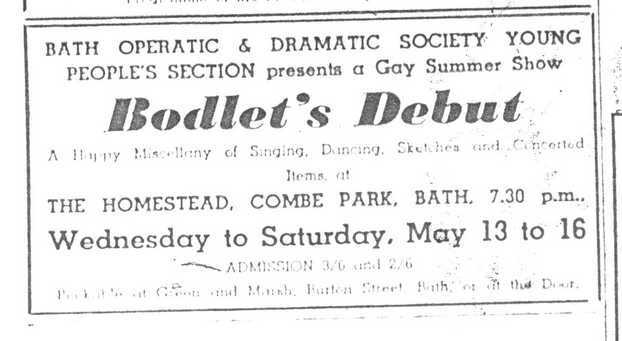 BATH OPERATIC & DRAMATIC SOCIETY YOUNG
PEOPLE'S SECTION presents a Gay Summer Show
Bodlet's Debut
A Happy Miscellany of Singing, Dancing, Sketches and Concerted
Items, at
THE HOMESTEAD, COMBE PARK, BATH, 7.30 p.m.,
Wednesday to Saturday, May 13 to 16
ADMISSION 3/6 and 2/6
Bookable at Green and Marsh, Burton Street, Bath, or at the Door.